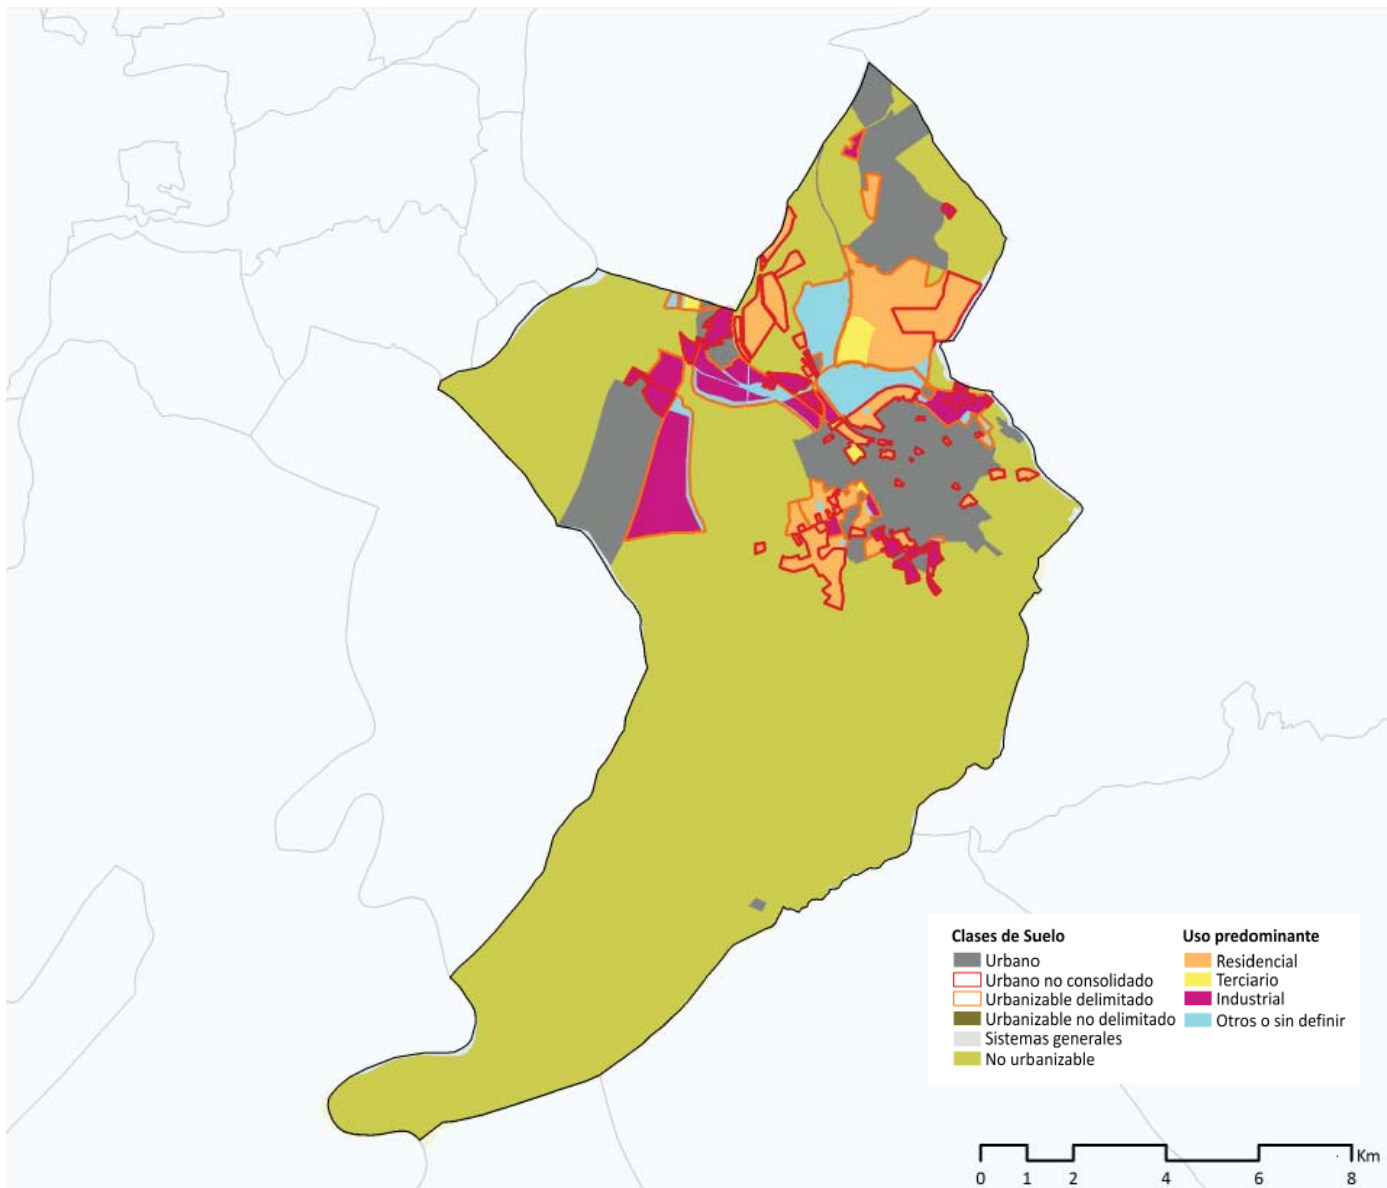 Clases de Suelo
Urbano
Urbano no consolidado
Urbanizable delimitado
Urbanizable no delimitado
Sistemas generales
No urbanizable
Uso predominante
Residencial
Terciario
Industrial
Otros o sin definir
Km
0 1 2 4 6 8